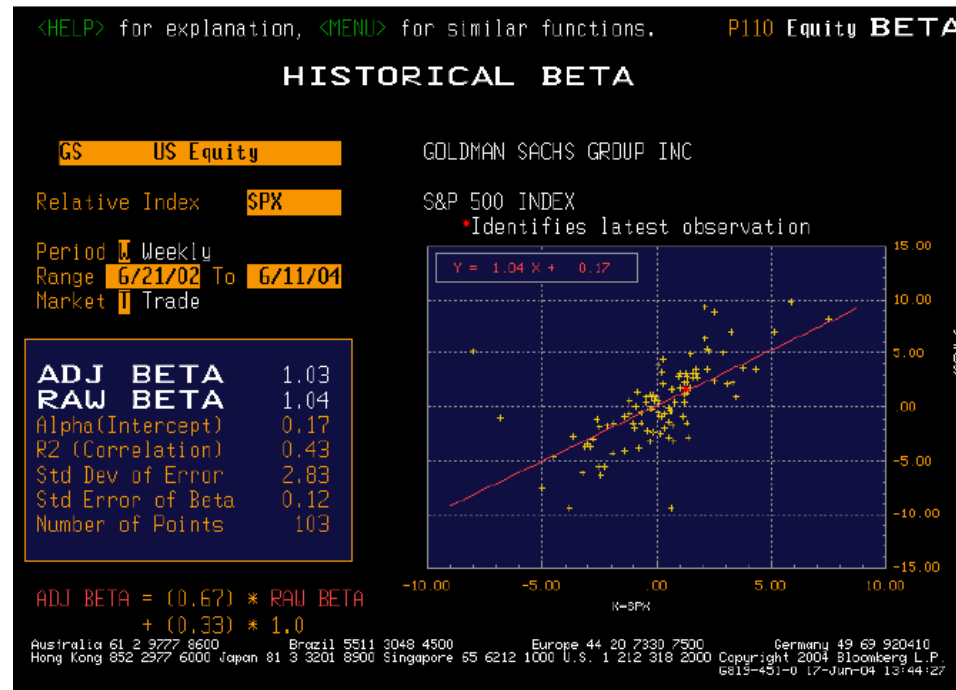 <HELP> for explanation, <MENU> for similar functions. P110 Equity BETA
HISTORICAL BETA
GS US Equity GOLDMAN SACHS GROUP INC
Relative Index SPX S&P 500 INDEX
*Identifies latest observation
Period W Weekly
Range 6/21/02 To 6/11/04
Market T Trade
Y = 1.04 X + 0.17
15.00
10.00
5.00
.00
-5.00
-10.00
-15.00
ADJ BETA 1.03
RAW BETA 1.04
Alpha(Intercept) 0.17
R2 (Correlation) 0.43
Std Dev of Error 2.83
Std Error of Beta 0.12
Number of Points 103
-10.00 -5.00 .00 5.00 10.00
X=SPX
ADJ BETA = (0.67) * RAW BETA
+ (0.33) * 1.0
Australia 61 2 9777 8600 Brazil 5511 3048 4500 Europe 44 20 7330 7500 Germany 49 69 920410
Hong Kong 852 2977 6000 Japan 81 3 3201 8900 Singapore 65 6212 1000 U.S. 1 212 318 2000 Copyright 2004 Bloomberg L.P.
G819-451-0 17-Jun-04 13:44:27